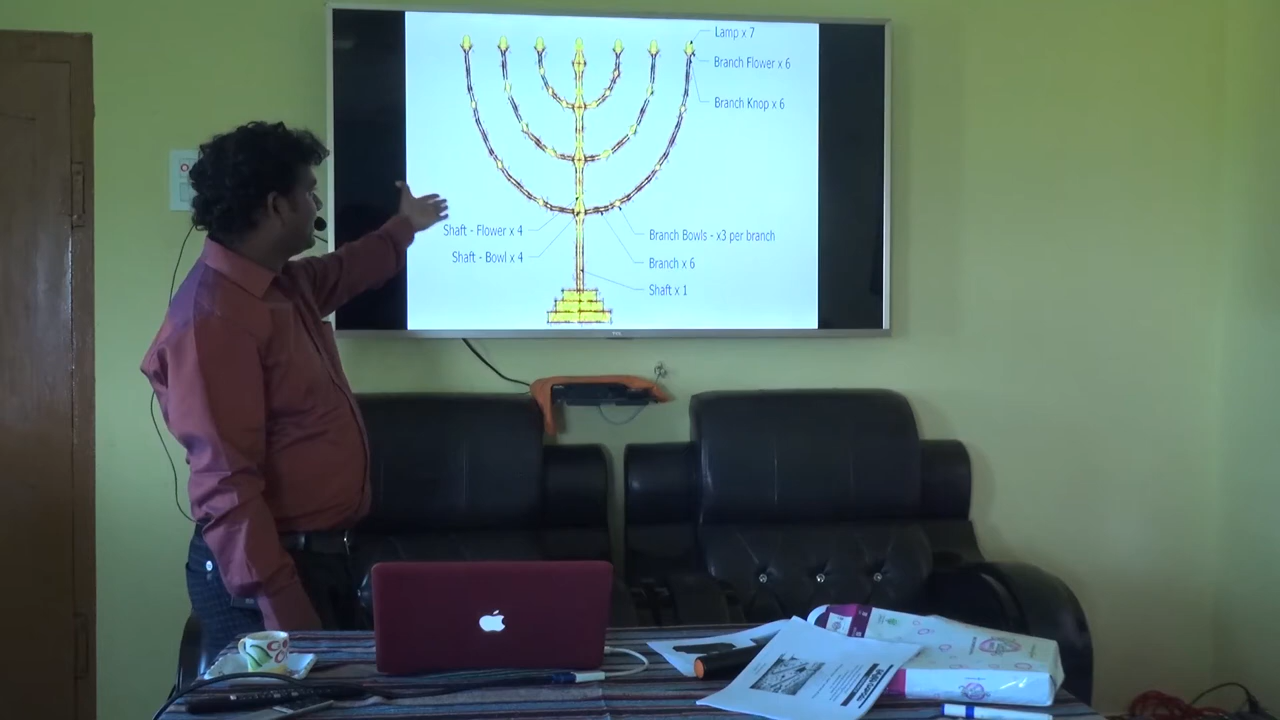 Lamp x 7
Branch Flower x 6
Branch Knop x 6
Shaft - Flower x 4
Branch Bowls - x3 per branch
Shaft - Bowl x 4
Branch x 6
Shaft x 1
TCL